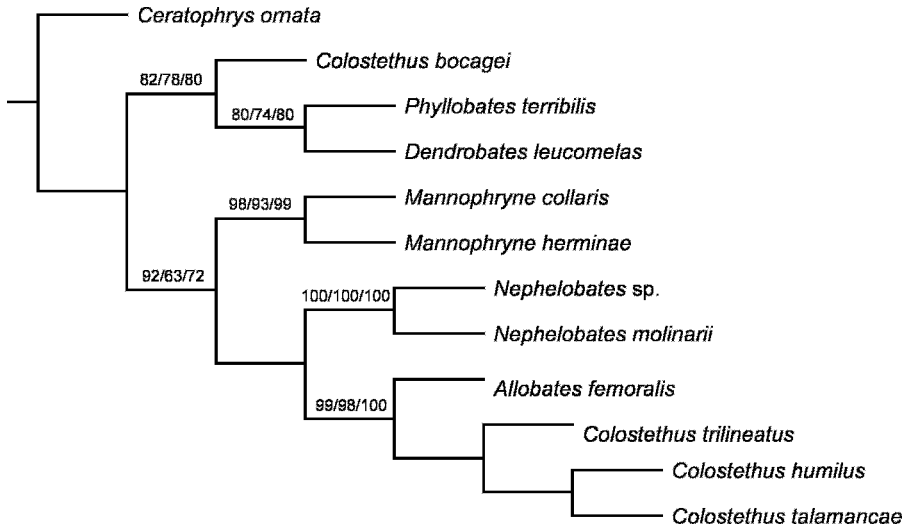 Ceratophrys ornata
82/78/80
Colostethus bocagei
80/74/80
Phyllobates terribilis
Dendrobates leucomelas
98/93/99
Mannophryne collaris
Mannophryne herminae
92/63/72
100/100/100
Nephelobates sp.
Nephelobates molinarii
99/98/100
Allobates femoralis
Colostethus trilineatus
Colostethus humilus
Colostethus talamancae